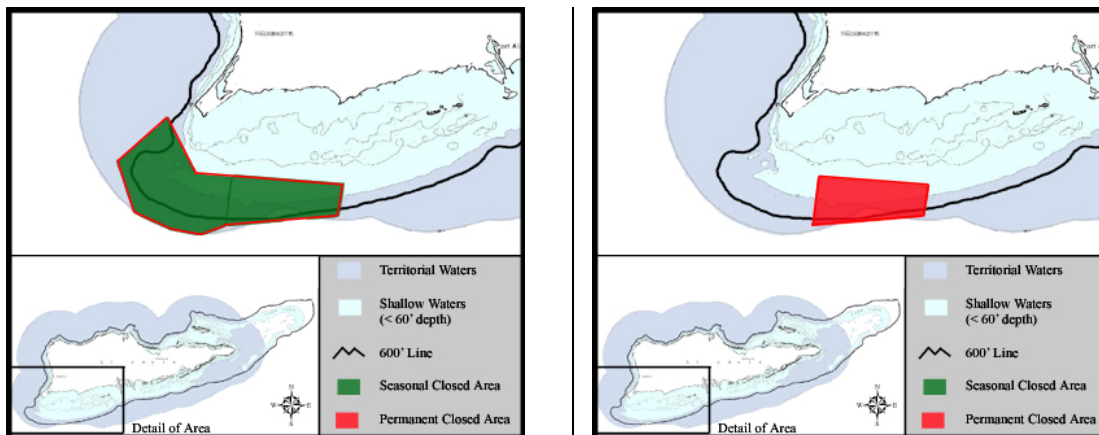 Territorial Waters
Shallow Waters
(< 60' depth)
600' Line
Seasonal Closed Area
Permanent Closed Area
N
W E
S
Detail of Area
Territorial Waters
Shallow Waters
(< 60' depth)
600' Line
Seasonal Closed Area
Permanent Closed Area
N
W E
S
Detail of Area